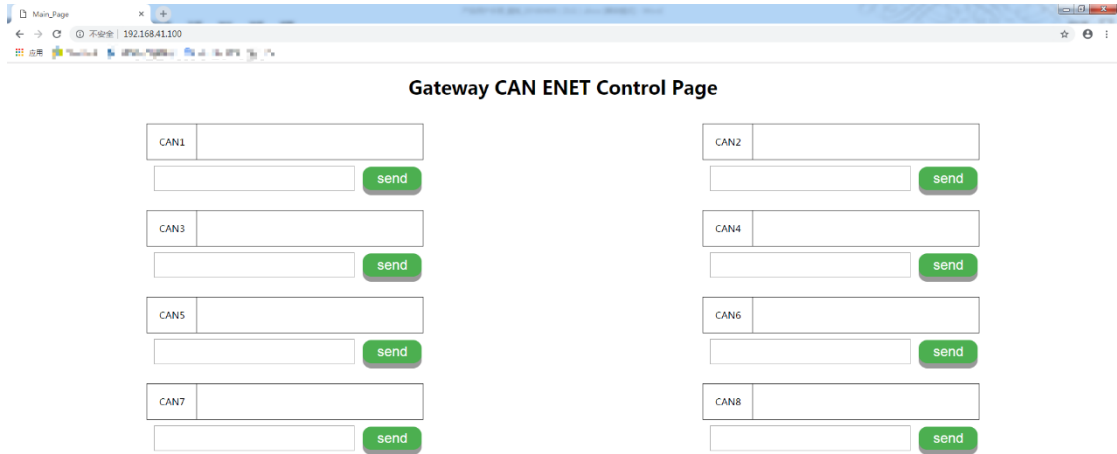 Main_Page
不安全 | 192.168.41.100
应用
Gateway CAN ENET Control Page
CAN1
CAN2
send
send
CAN3
CAN4
send
send
CAN5
CAN6
send
send
CAN7
CAN8
send
send